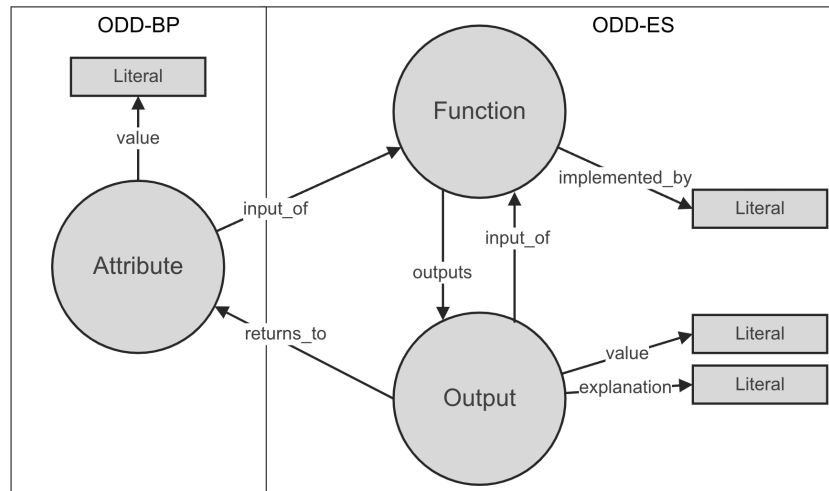 ODD-BP
ODD-ES
Literal
value
Attribute
input_of
returns_to
Function
implemented_by
Literal
outputs
input_of
Output
value
Literal
explanation
Literal